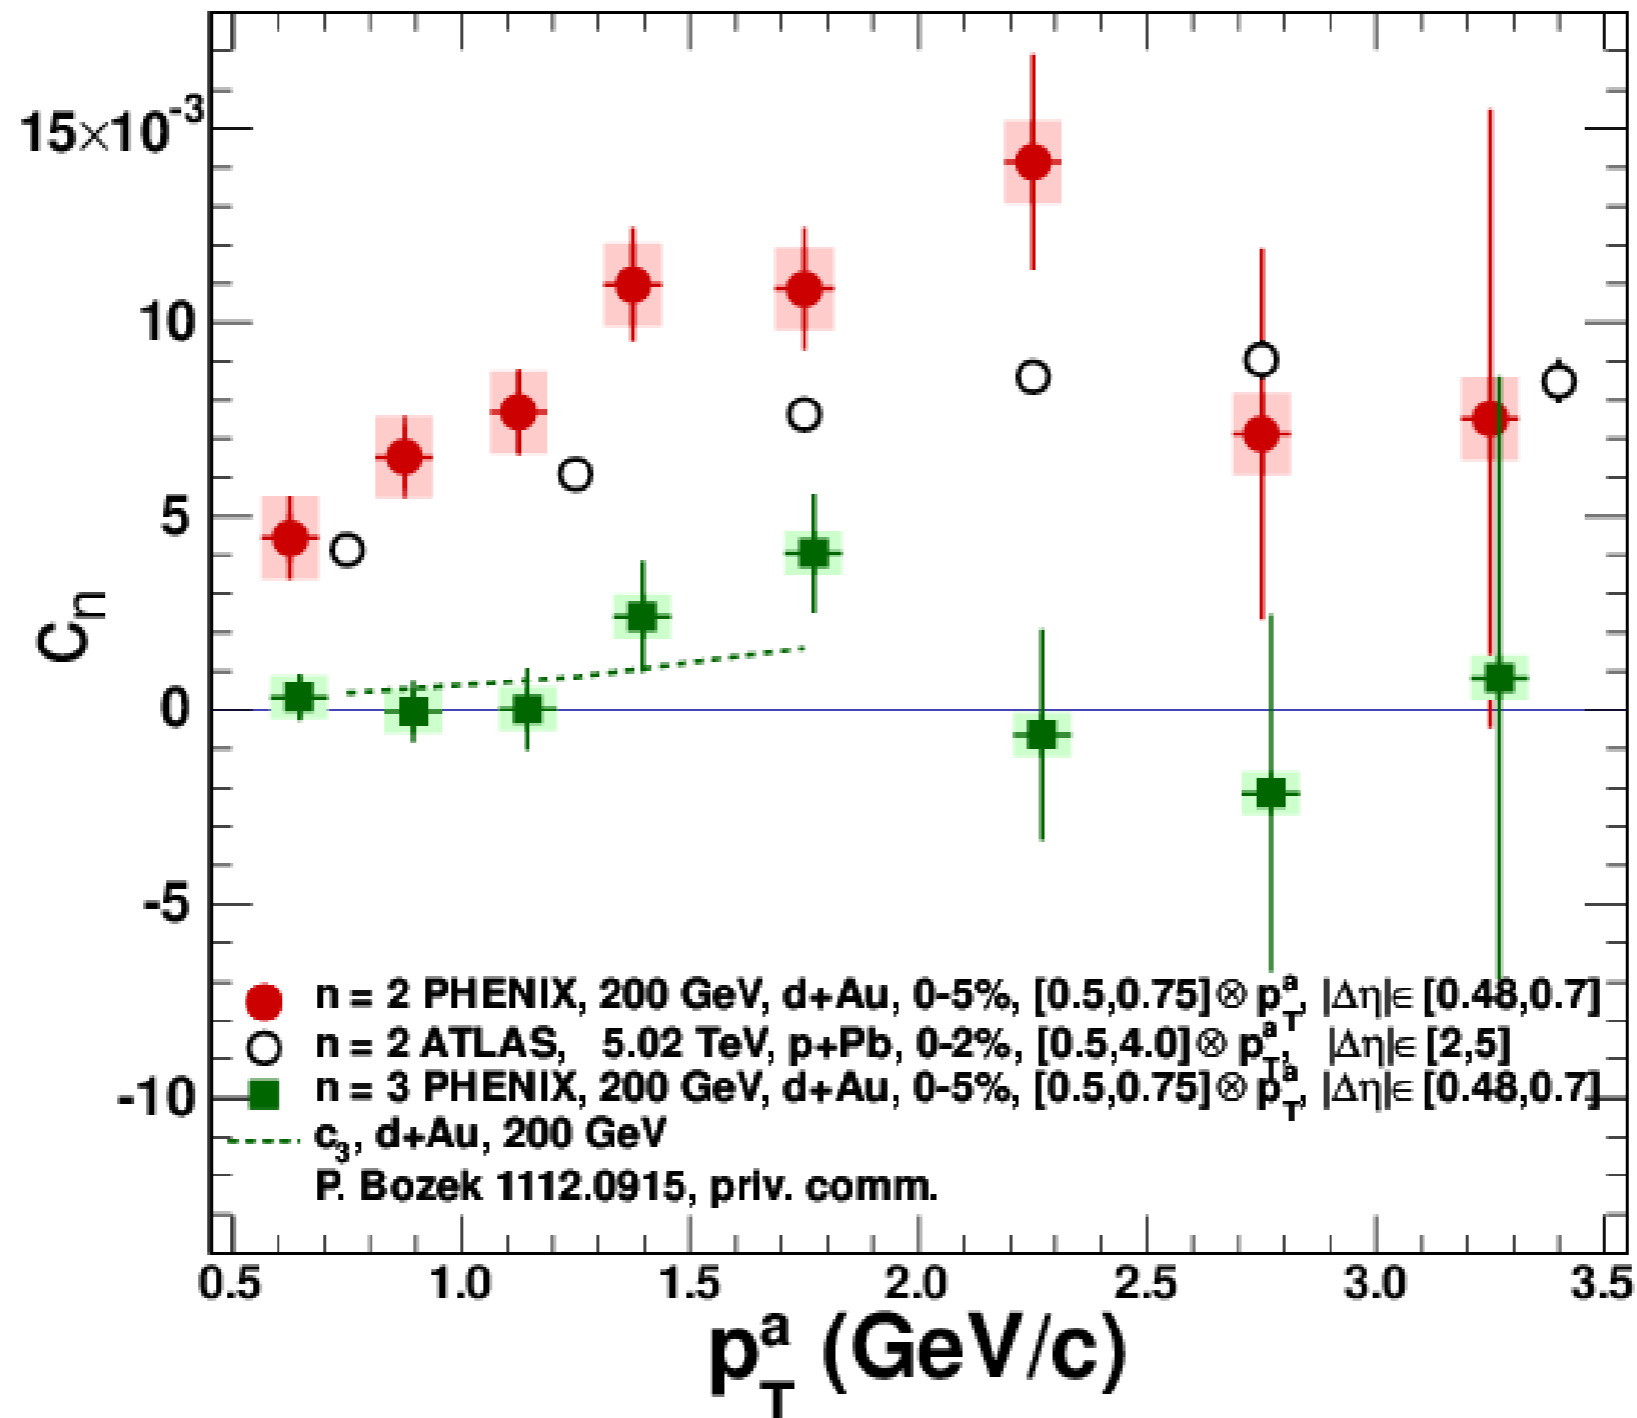 15×10⁻³
10
5
0
-5
-10
cₙ
n = 2 PHENIX, 200 GeV, d+Au, 0-5%, [0.5,0.75]⊗ p_T^a, |Δη|∈ [0.48,0.7]
n = 2 ATLAS, 5.02 TeV, p+Pb, 0-2%, [0.5,4.0]⊗ p_T^a, |Δη|∈ [2,5]
n = 3 PHENIX, 200 GeV, d+Au, 0-5%, [0.5,0.75]⊗ p_T^a, |Δη|∈ [0.48,0.7]
c₃, d+Au, 200 GeV
P. Bozek 1112.0915, priv. comm.
0.5 1.0 1.5 2.0 2.5 3.0 3.5
p_T^a (GeV/c)